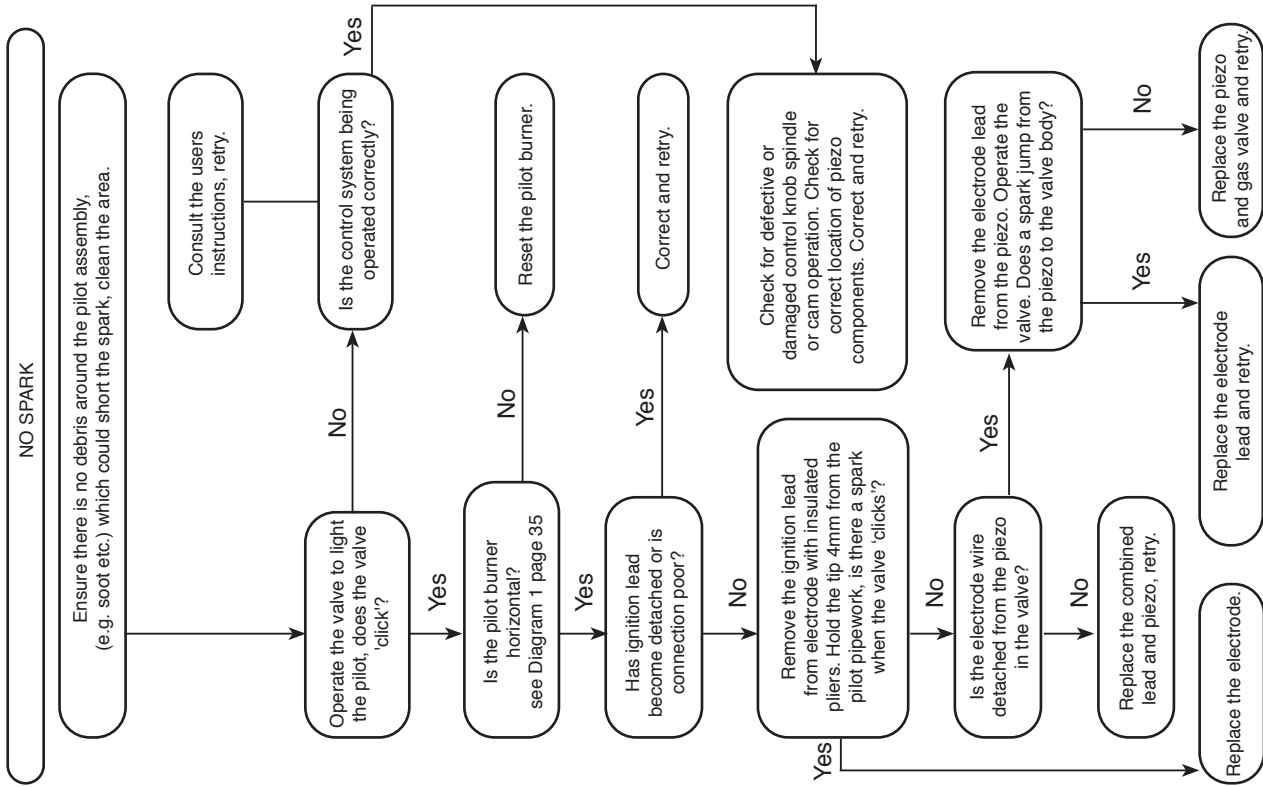 NO SPARK
Ensure there is no debris around the pilot assembly,
(e.g. soot etc.) which could short the spark, clean the area.
Consult the users
instructions, retry.
Operate the valve to light
the pilot, does the valve
'click'?
No
Is the control system being
operated correctly?
Yes
Yes
Is the pilot burner
horizontal?
see Diagram 1 page 35
No
Reset the pilot burner.
Yes
Has ignition lead
become detached or is
connection poor?
Yes
Correct and retry.
No
Remove the ignition lead
from electrode with insulated
pliers. Hold the tip 4mm from the
pilot pipework, is there a spark
when the valve ‘clicks’?
Check for defective or
damaged control knob spindle
or cam operation. Check for
correct location of piezo
components. Correct and retry.
Yes
No
Is the electrode wire
detached from the piezo
in the valve?
Yes
Remove the electrode lead
from the piezo. Operate the
valve. Does a spark jump from
the piezo to the valve body?
No
Replace the combined
lead and piezo, retry.
Yes
No
Replace the electrode.
Replace the electrode
lead and retry.
Replace the piezo
and gas valve and retry.